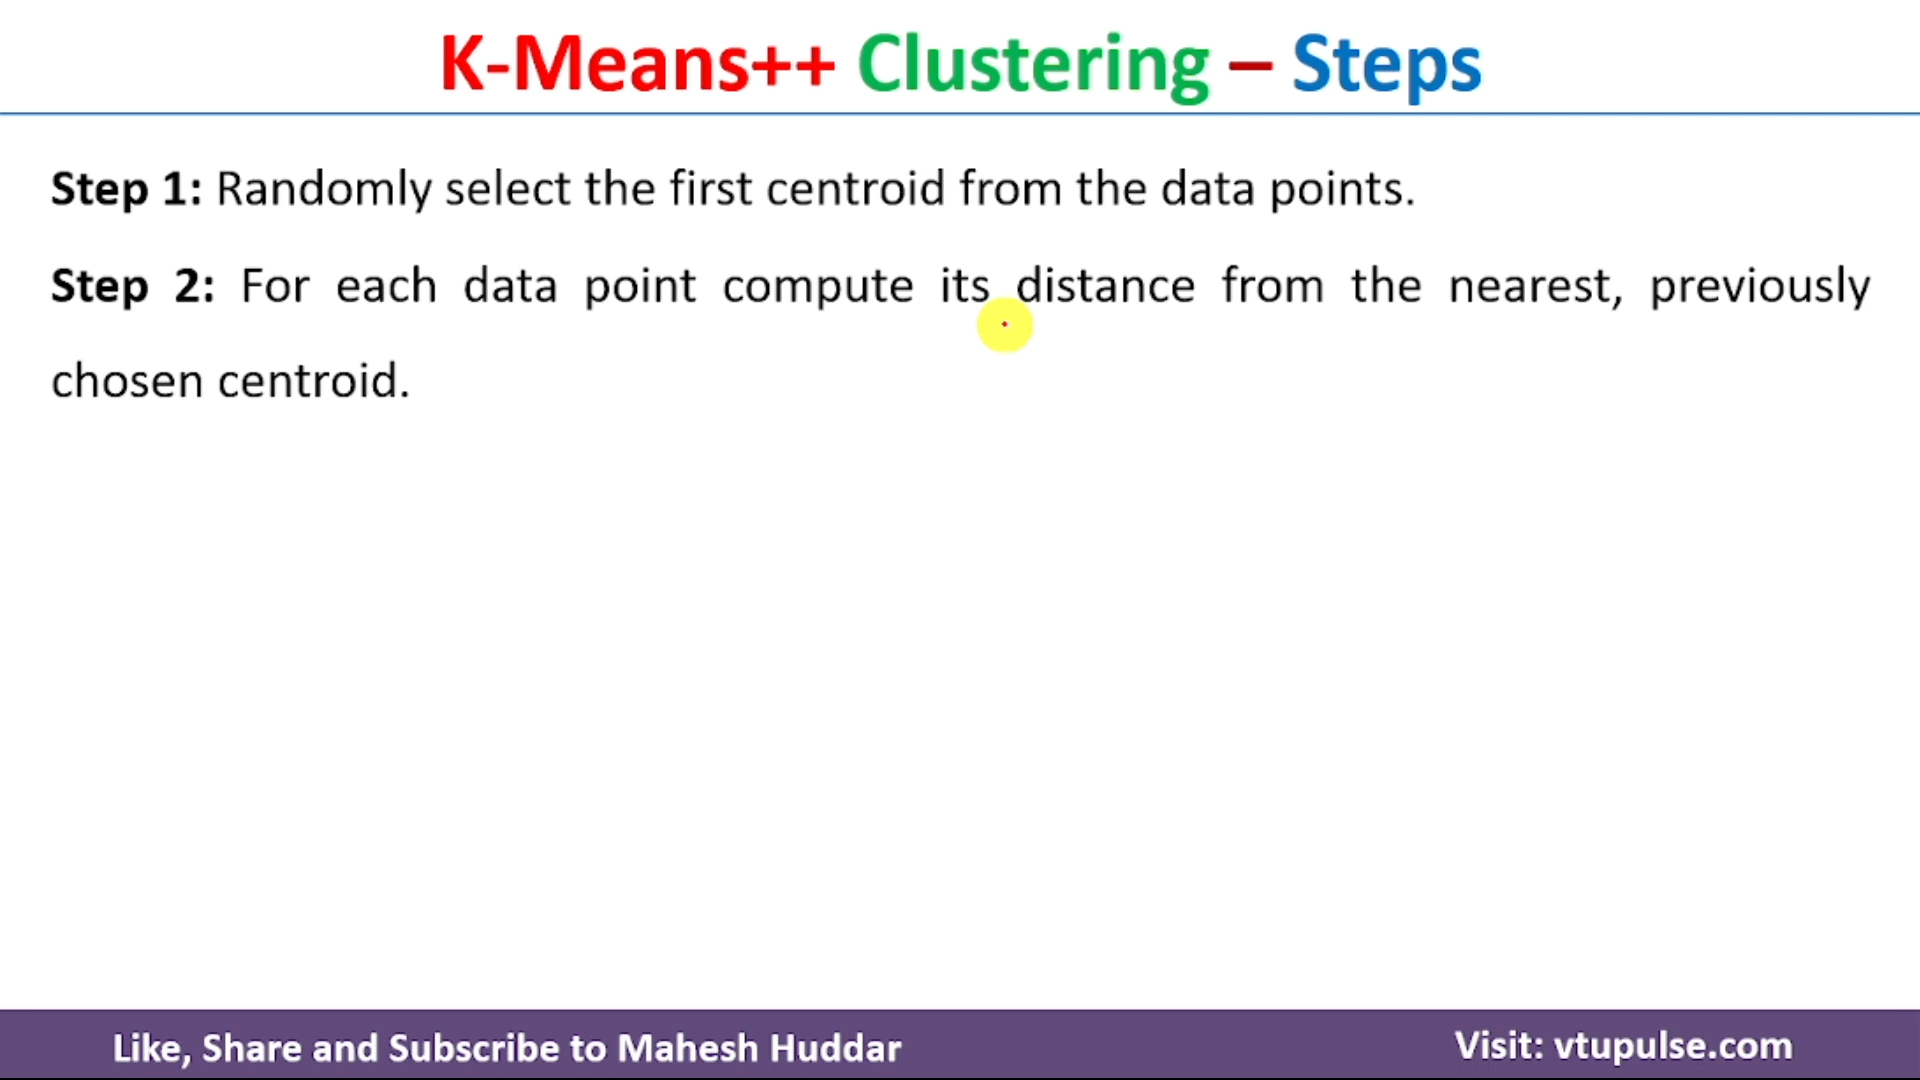 K-Means++ Clustering – Steps
Step 1: Randomly select the first centroid from the data points.
Step 2: For each data point compute its distance from the nearest, previously
chosen centroid.
Like, Share and Subscribe to Mahesh Huddar
Visit: vtupulse.com